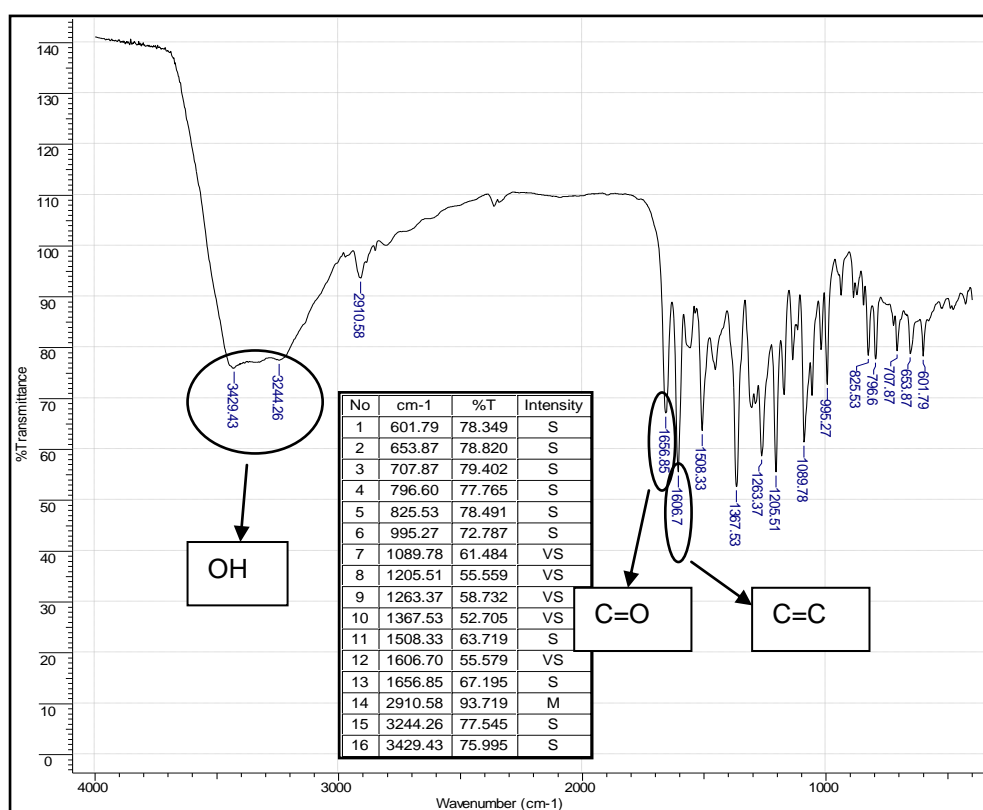 140
130
120
110
100
90
80
70
60
50
40
30
20
10
0
%Transmittance
4000
3000
2000
1000
Wavenumber (cm-1)
3429.43
3244.26
2910.58
1656.85
1606.7
1508.33
1367.53
1263.37
1205.51
1089.78
995.27
825.53
796.6
707.87
653.87
601.79
OH
C=O
C=C
No cm-1 %T Intensity
1 601.79 78.349 S
2 653.87 78.820 S
3 707.87 79.402 S
4 796.60 77.765 S
5 825.53 78.491 S
6 995.27 72.787 S
7 1089.78 61.484 VS
8 1205.51 55.559 VS
9 1263.37 58.732 VS
10 1367.53 52.705 VS
11 1508.33 63.719 S
12 1606.70 55.579 VS
13 1656.85 67.195 S
14 2910.58 93.719 M
15 3244.26 77.545 S
16 3429.43 75.995 S